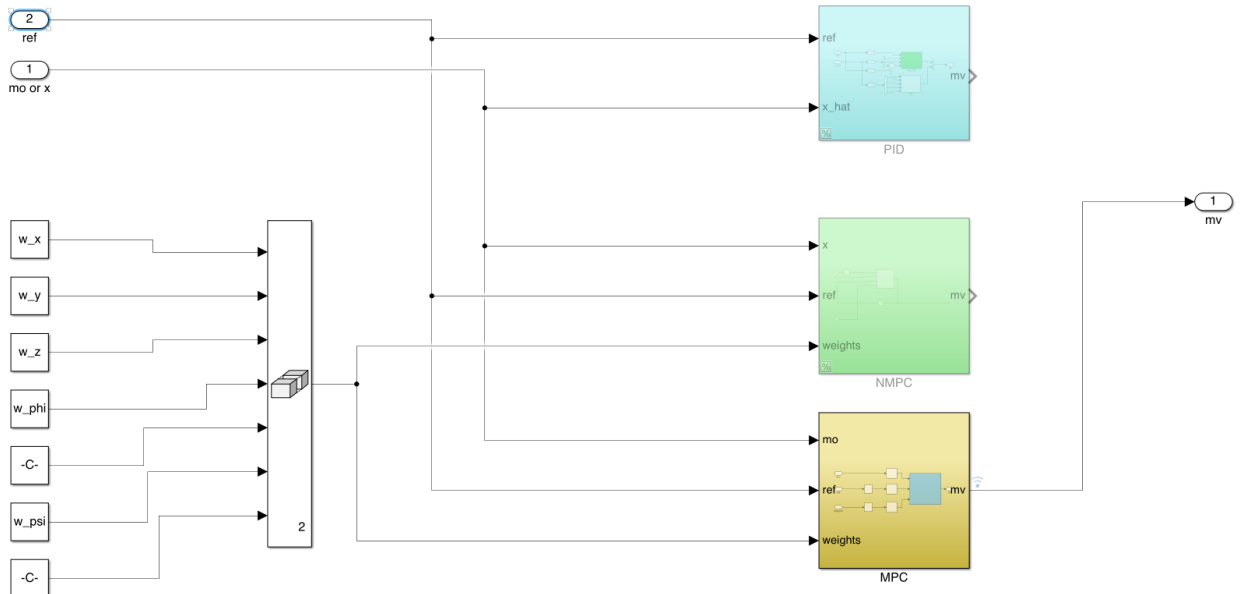 2
ref
1
mo or x
ref
x_hat
mv
PID
1
mv
w_x
w_y
w_z
w_phi
-C-
w_psi
-C-
2
x
ref
weights
mv
NMPC
mo
ref
weights
mv
MPC